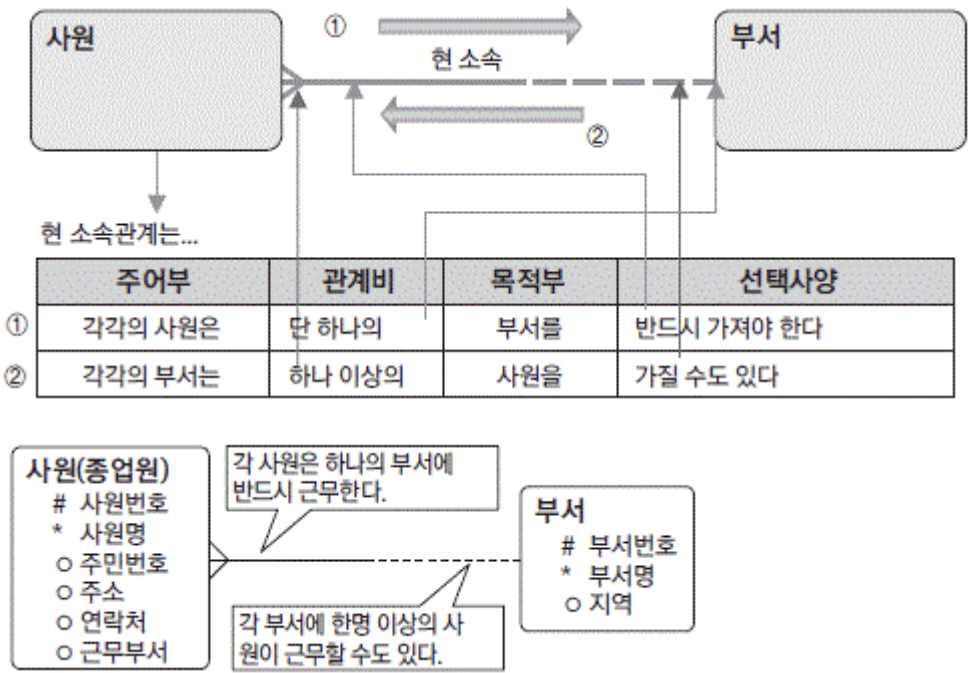 사원
①
현 소속
부서
②
현 소속관계는...
주어부 관계비 목적부 선택사양
① 각각의 사원은 단 하나의 부서를 반드시 가져야 한다
② 각각의 부서는 하나 이상의 사원을 가질 수도 있다
사원(종업원)
# 사원번호
* 사원명
○ 주민번호
○ 주소
○ 연락처
○ 근무부서
각 사원은 하나의 부서에
반드시 근무한다.
각 부서에 한명 이상의 사
원이 근무할 수도 있다.
부서
# 부서번호
* 부서명
○ 지역